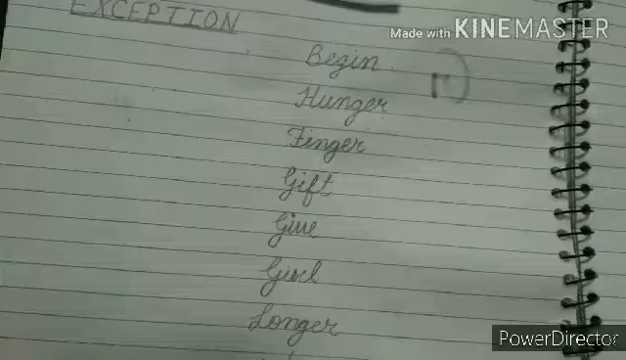 EXCEPTION
Made with KINEMASTER
Begin
Hunger
Finger
Gift
Give
Girl
Longer
PowerDirector